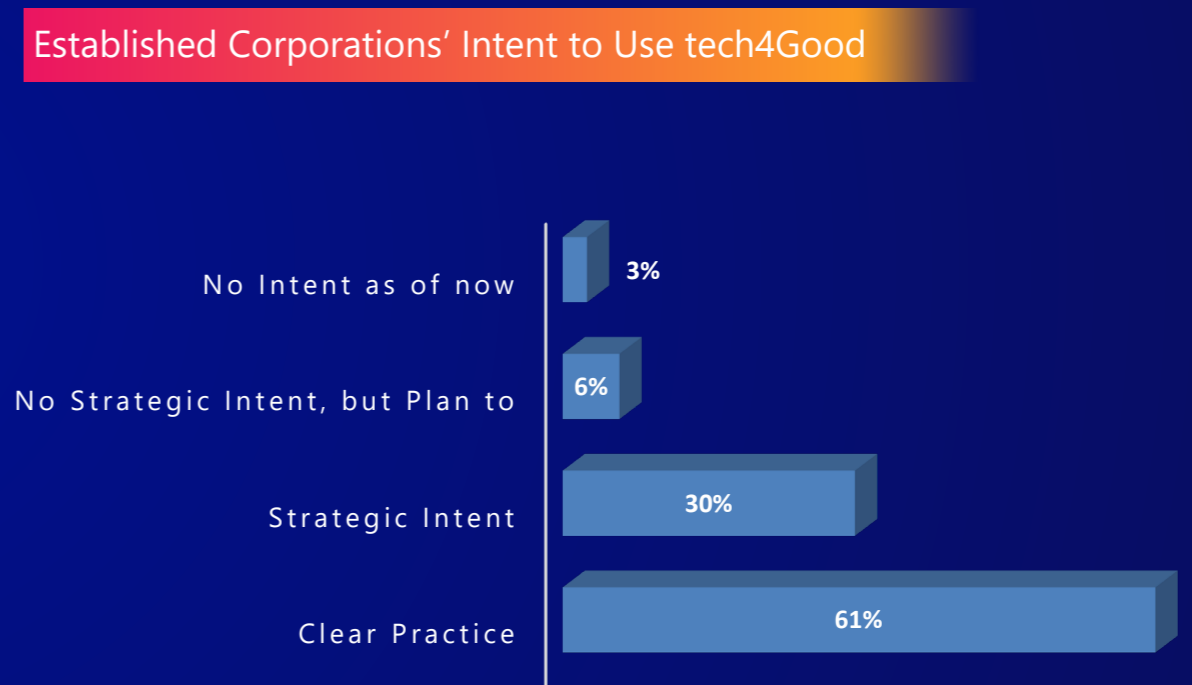 Established Corporations’ Intent to Use tech4Good
No Intent as of now
3%
No Strategic Intent, but Plan to
6%
Strategic Intent
30%
Clear Practice
61%